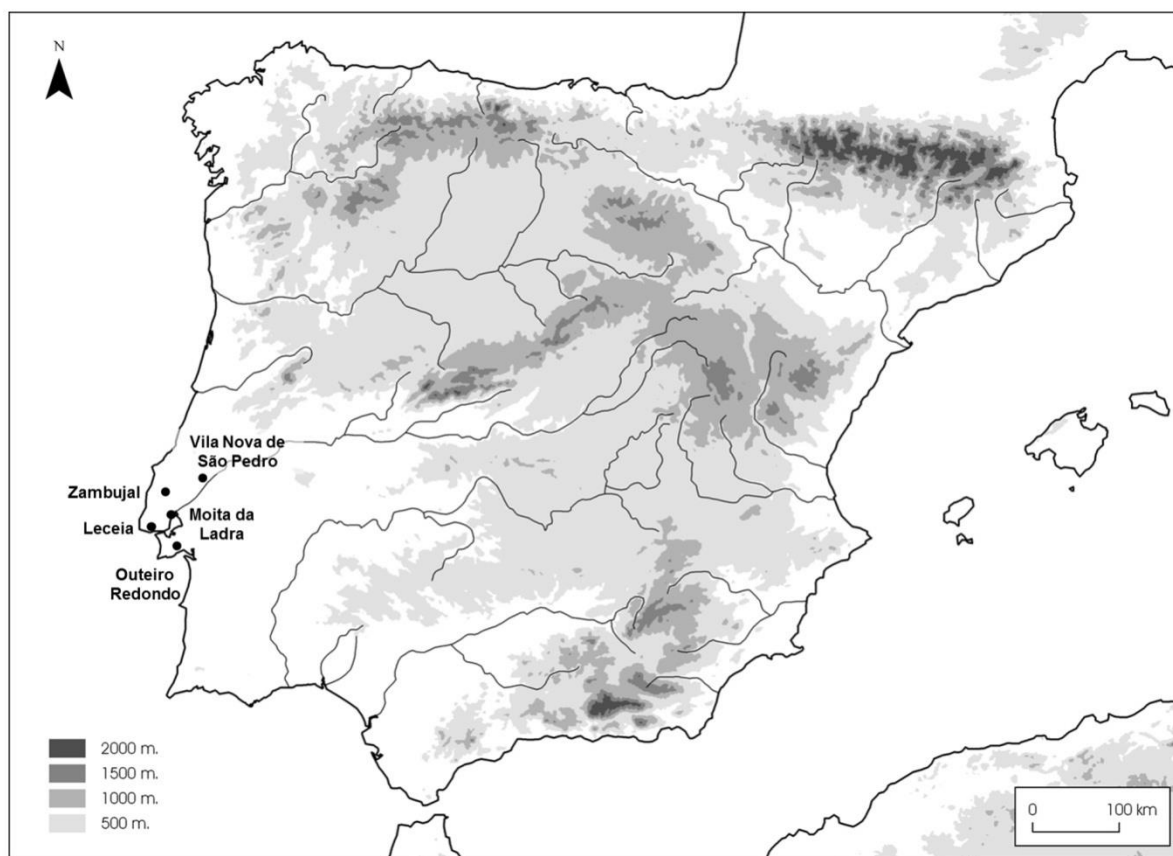 N
Vila Nova de
São Pedro
Zambujal
Leceia
Moita da
Ladra
Outeiro
Redondo
2000 m.
1500 m.
1000 m.
500 m.
0 100 km